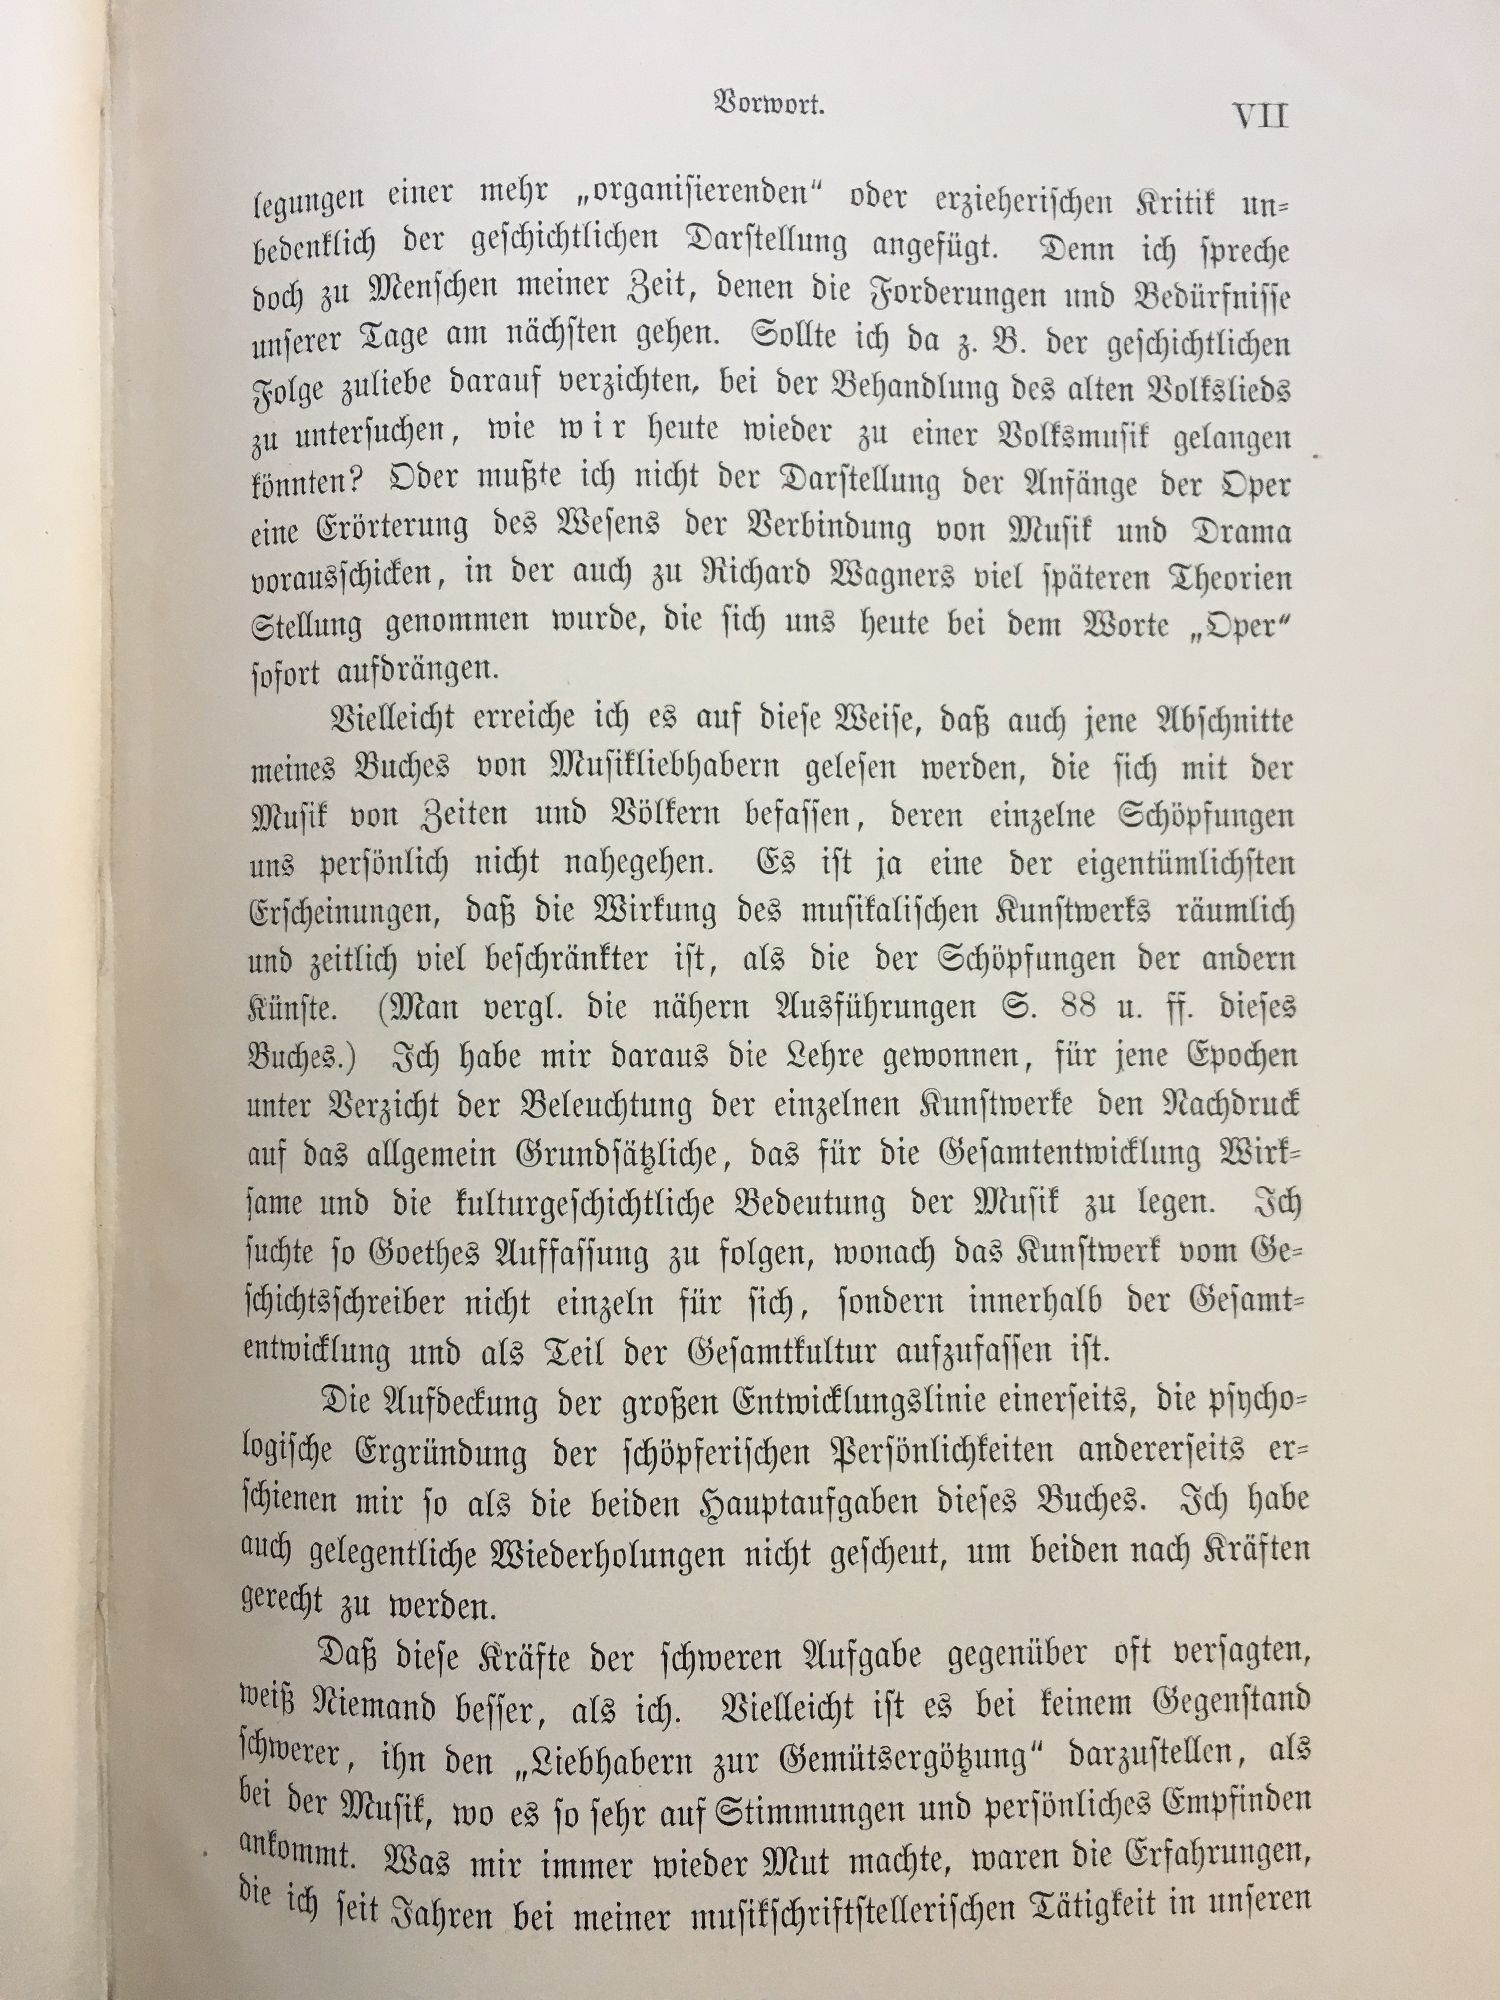 Vorwort.
VII
legungen einer mehr „organisierenden“ oder erzieherischen Kritik un-
bedenklich der geschichtlichen Darstellung angefügt. Denn ich spreche
doch zu Menschen meiner Zeit, denen die Forderungen und Bedürfnisse
unserer Tage am nächsten gehen. Sollte ich da z. B. der geschichtlichen
Folge zuliebe darauf verzichten, bei der Behandlung des alten Volkslieds
zu untersuchen, wie wir heute wieder zu einer Volksmusik gelangen
könnten? Oder mußte ich nicht der Darstellung der Anfänge der Oper
eine Erörterung des Wesens der Verbindung von Musik und Drama
vorausschicken, in der auch zu Richard Wagners viel späteren Theorien
Stellung genommen wurde, die sich uns heute bei dem Worte „Oper“
sofort aufdrängen.
Vielleicht erreiche ich es auf diese Weise, daß auch jene Abschnitte
meines Buches von Musikliebhabern gelesen werden, die sich mit der
Musik von Zeiten und Völkern befassen, deren einzelne Schöpfungen
uns persönlich nicht nahegehen. Es ist ja eine der eigentümlichsten
Erscheinungen, daß die Wirkung des musikalischen Kunstwerks räumlich
und zeitlich viel beschränkter ist, als die der Schöpfungen der andern
Künste. (Man vergl. die nähern Ausführungen S. 88 u. ff. dieses
Buches.) Ich habe mir daraus die Lehre gewonnen, für jene Epochen
unter Verzicht der Beleuchtung der einzelnen Kunstwerke den Nachdruck
auf das allgemein Grundsätzliche, das für die Gesamtentwicklung Wirk-
same und die kulturgeschichtliche Bedeutung der Musik zu legen. Ich
suchte so Goethes Auffassung zu folgen, wonach das Kunstwerk vom Ge-
schichtsschreiber nicht einzeln für sich, sondern innerhalb der Gesamt-
entwicklung und als Teil der Gesamtkultur aufzufassen ist.
Die Aufdeckung der großen Entwicklungslinie einerseits, die psycho-
logische Ergründung der schöpferischen Persönlichkeiten andererseits er-
schienen mir so als die beiden Hauptaufgaben dieses Buches. Ich habe
auch gelegentliche Wiederholungen nicht gescheut, um beiden nach Kräften
gerecht zu werden.
Daß diese Kräfte der schweren Aufgabe gegenüber oft versagten,
weiß Niemand besser, als ich. Vielleicht ist es bei keinem Gegenstand
schwerer, ihn den „Liebhabern zur Gemütsergötzung“ darzustellen, als
bei der Musik, wo es so sehr auf Stimmungen und persönliches Empfinden
ankommt. Was mir immer wieder Mut machte, waren die Erfahrungen,
die ich seit Jahren bei meiner musikschriftstellerischen Tätigkeit in unseren